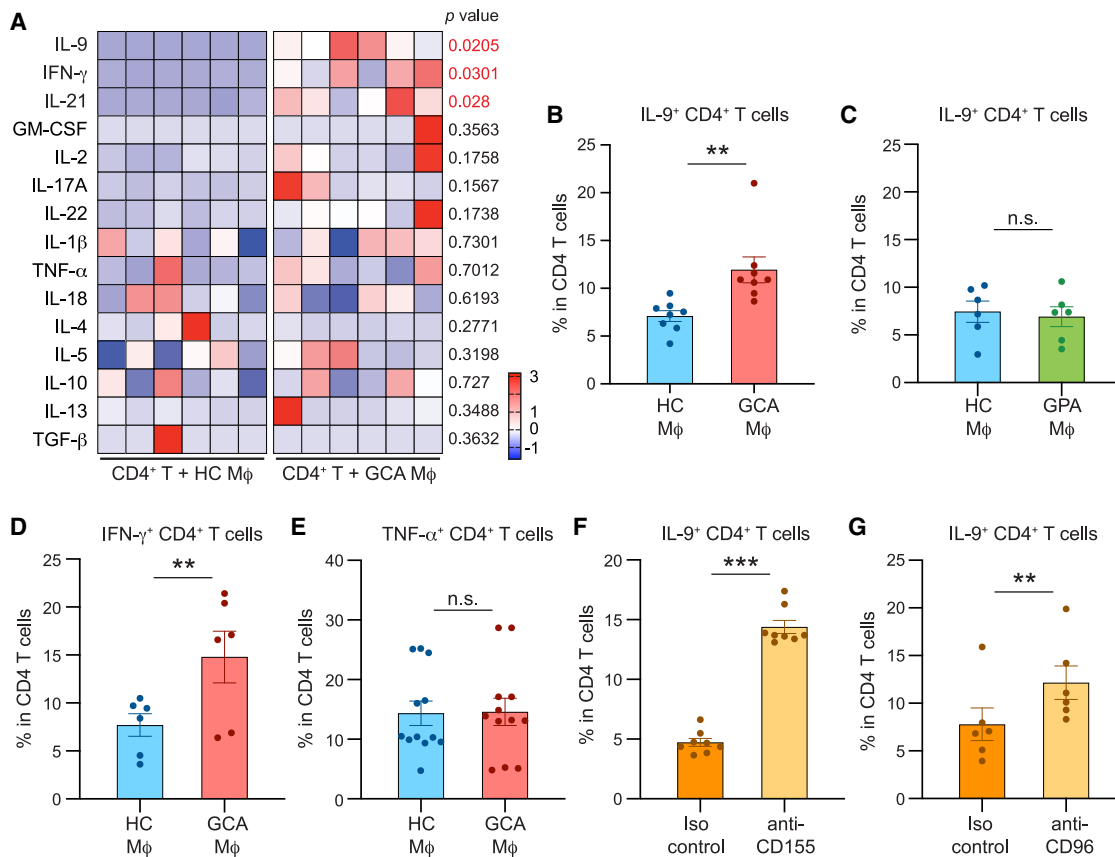 A
p value
IL-9 0.0205
IFN-γ 0.0301
IL-21 0.028
GM-CSF 0.3563
IL-2 0.1758
IL-17A 0.1567
IL-22 0.1738
IL-1β 0.7301
TNF-α 0.7012
IL-18 0.6193
IL-4 0.2771
IL-5 0.3198
IL-10 0.727
IL-13 0.3488
TGF-β 0.3632
3
1
0
-1
CD4⁺ T + HC Mϕ
CD4⁺ T + GCA Mϕ
B
IL-9⁺ CD4⁺ T cells
**
% in CD4 T cells
25
20
15
10
5
0
HC
Mϕ
GCA
Mϕ
C
IL-9⁺ CD4⁺ T cells
n.s.
% in CD4 T cells
25
20
15
10
5
0
HC
Mϕ
GPA
Mϕ
D
IFN-γ⁺ CD4⁺ T cells
**
% in CD4 T cells
25
20
15
10
5
0
HC
Mϕ
GCA
Mϕ
E
TNF-α⁺ CD4⁺ T cells
n.s.
% in CD4 T cells
40
30
20
10
0
HC
Mϕ
GCA
Mϕ
F
IL-9⁺ CD4⁺ T cells
***
% in CD4 T cells
20
15
10
5
0
Iso
control
anti-
CD155
G
IL-9⁺ CD4⁺ T cells
**
% in CD4 T cells
25
20
15
10
5
0
Iso
control
anti-
CD96